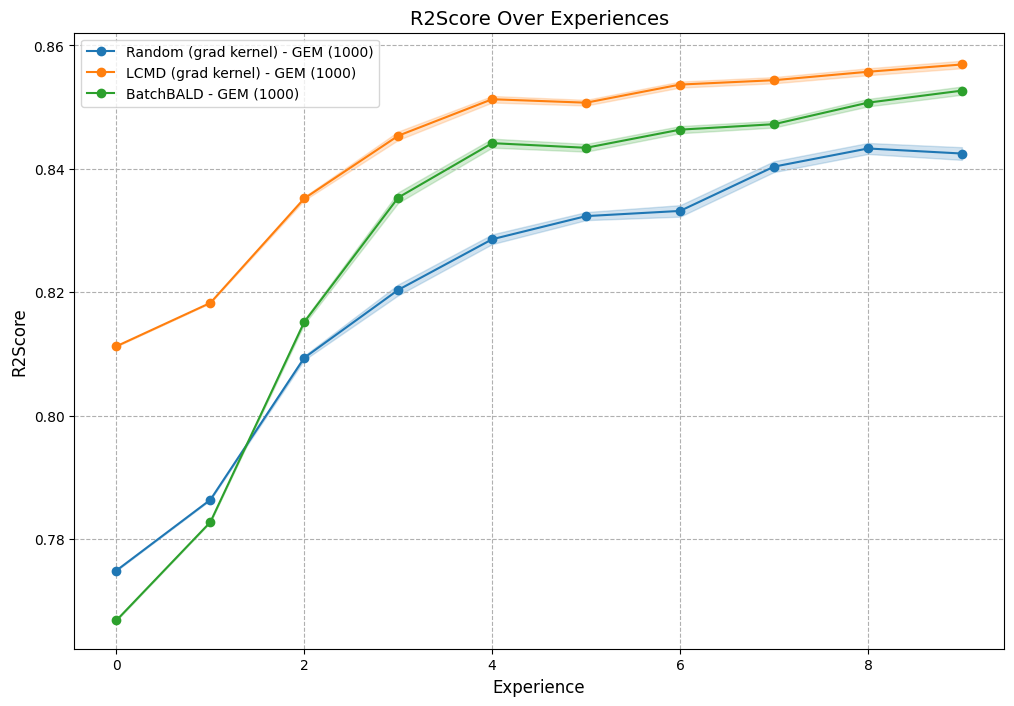 R2Score Over Experiences
Random (grad kernel) - GEM (1000)
LCMD (grad kernel) - GEM (1000)
BatchBALD - GEM (1000)
R2Score
0.86
0.84
0.82
0.80
0.78
0 2 4 6 8
Experience